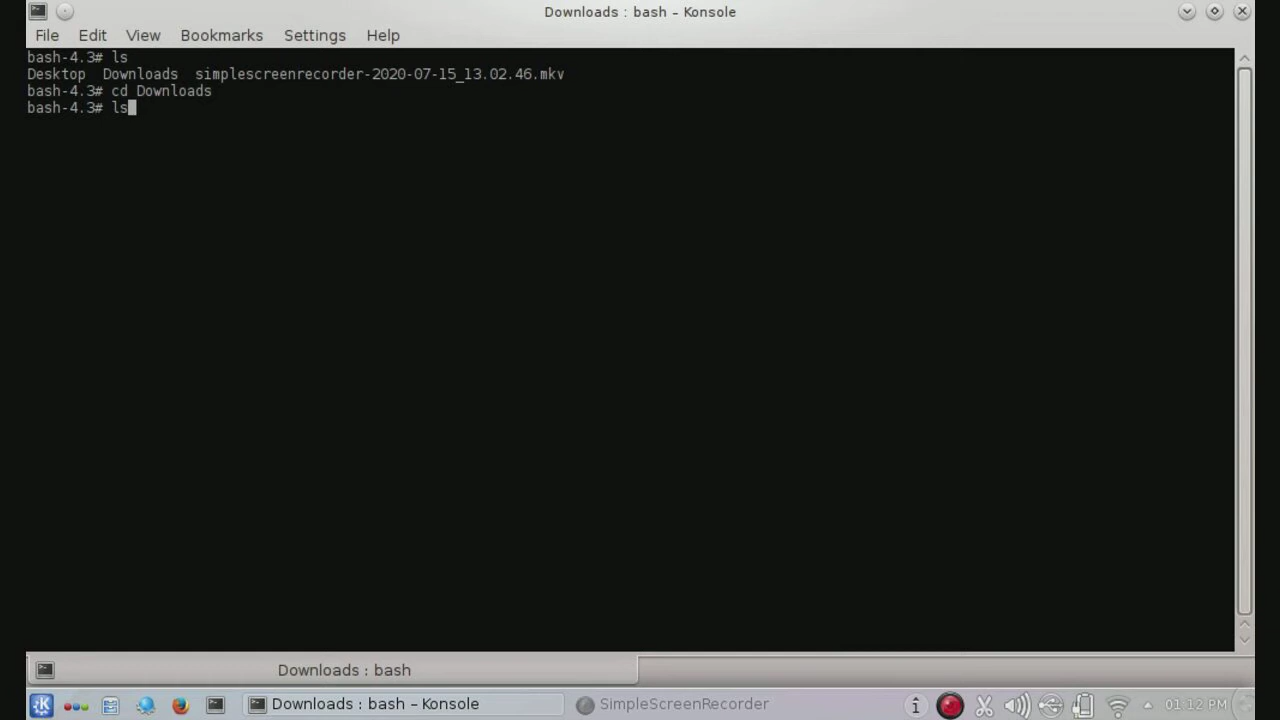 Downloads : bash – Konsole
File Edit View Bookmarks Settings Help
bash-4.3# ls
Desktop Downloads simplescreenrecorder-2020-07-15_13.02.46.mkv
bash-4.3# cd Downloads
bash-4.3# ls
Downloads : bash
Downloads : bash – Konsole SimpleScreenRecorder 01:12 PM